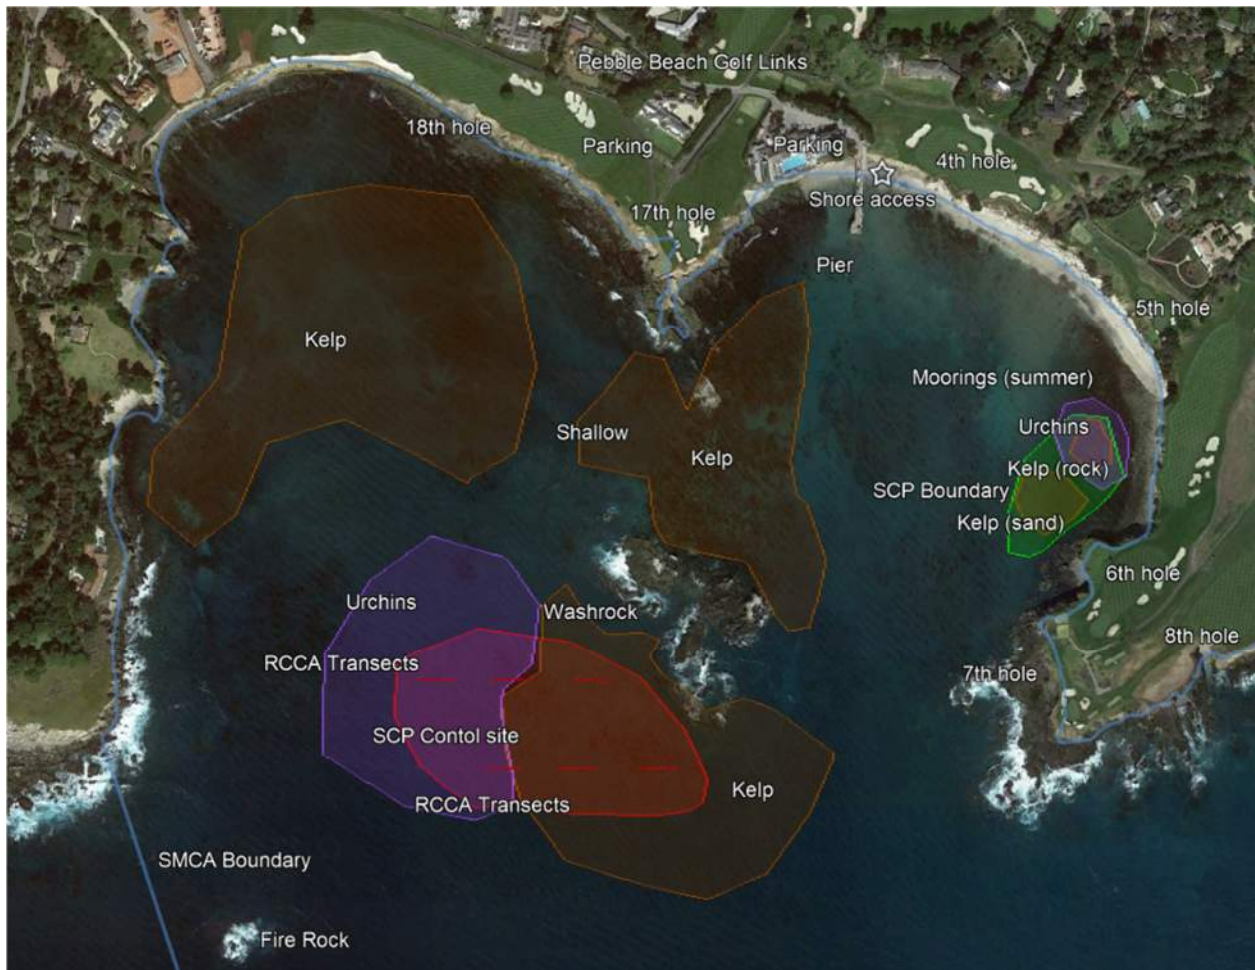 Pebble Beach Golf Links
18th hole
Parking
Parking
4th hole
Shore access
17th hole
Pier
5th hole
Kelp
Moorings (summer)
Urchins
Shallow
Kelp
Kelp (rock)
SCP Boundary
Kelp (sand)
6th hole
Urchins
Washrock
8th hole
RCCA Transects
7th hole
SCP Contol site
Kelp
RCCA Transects
SMCA Boundary
Fire Rock